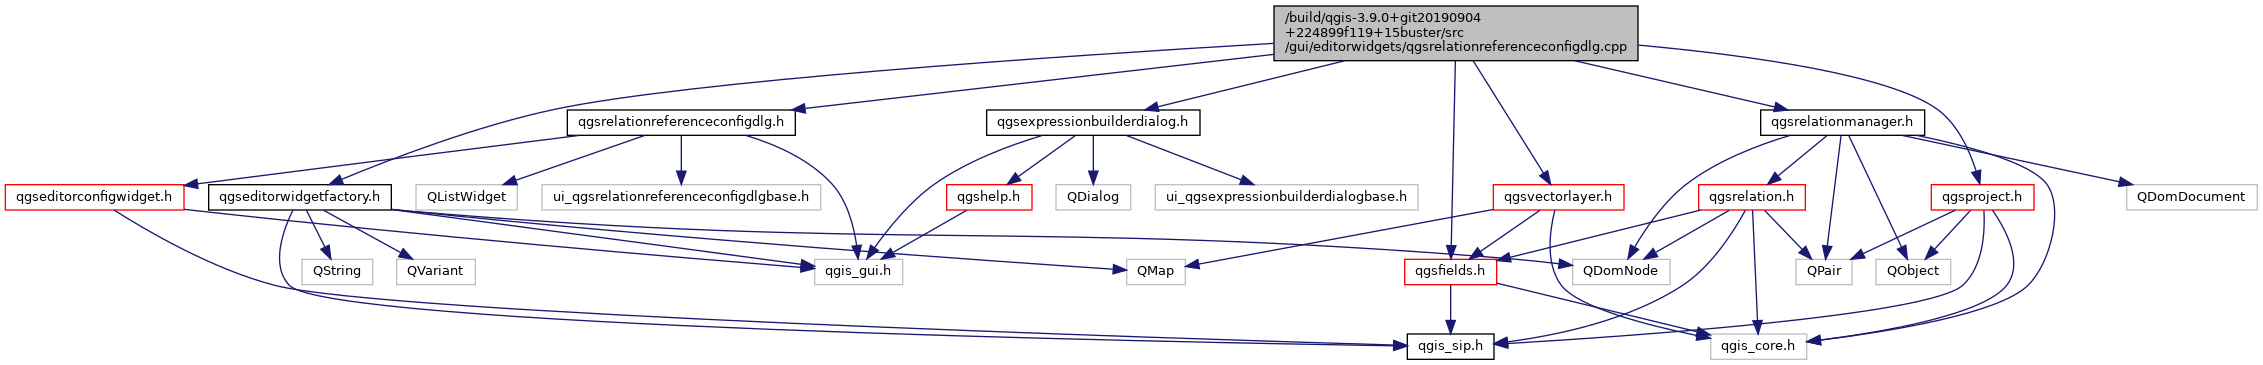 /build/qgis-3.9.0+git20190904
+224899f119+15buster/src
/gui/editorwidgets/qgsrelationreferenceconfigdlg.cpp
qgsrelationreferenceconfigdlg.h
qgsexpressionbuilderdialog.h
qgsrelationmanager.h
qgseditorconfigwidget.h
qgseditorwidgetfactory.h
QListWidget
ui_qgsrelationreferenceconfigdlgbase.h
qgshelp.h
QDialog
ui_qgsexpressionbuilderdialogbase.h
qgsvectorlayer.h
qgsrelation.h
qgsproject.h
QDomDocument
QString
QVariant
qgis_gui.h
QMap
qgsfields.h
QDomNode
QPair
QObject
qgis_sip.h
qgis_core.h